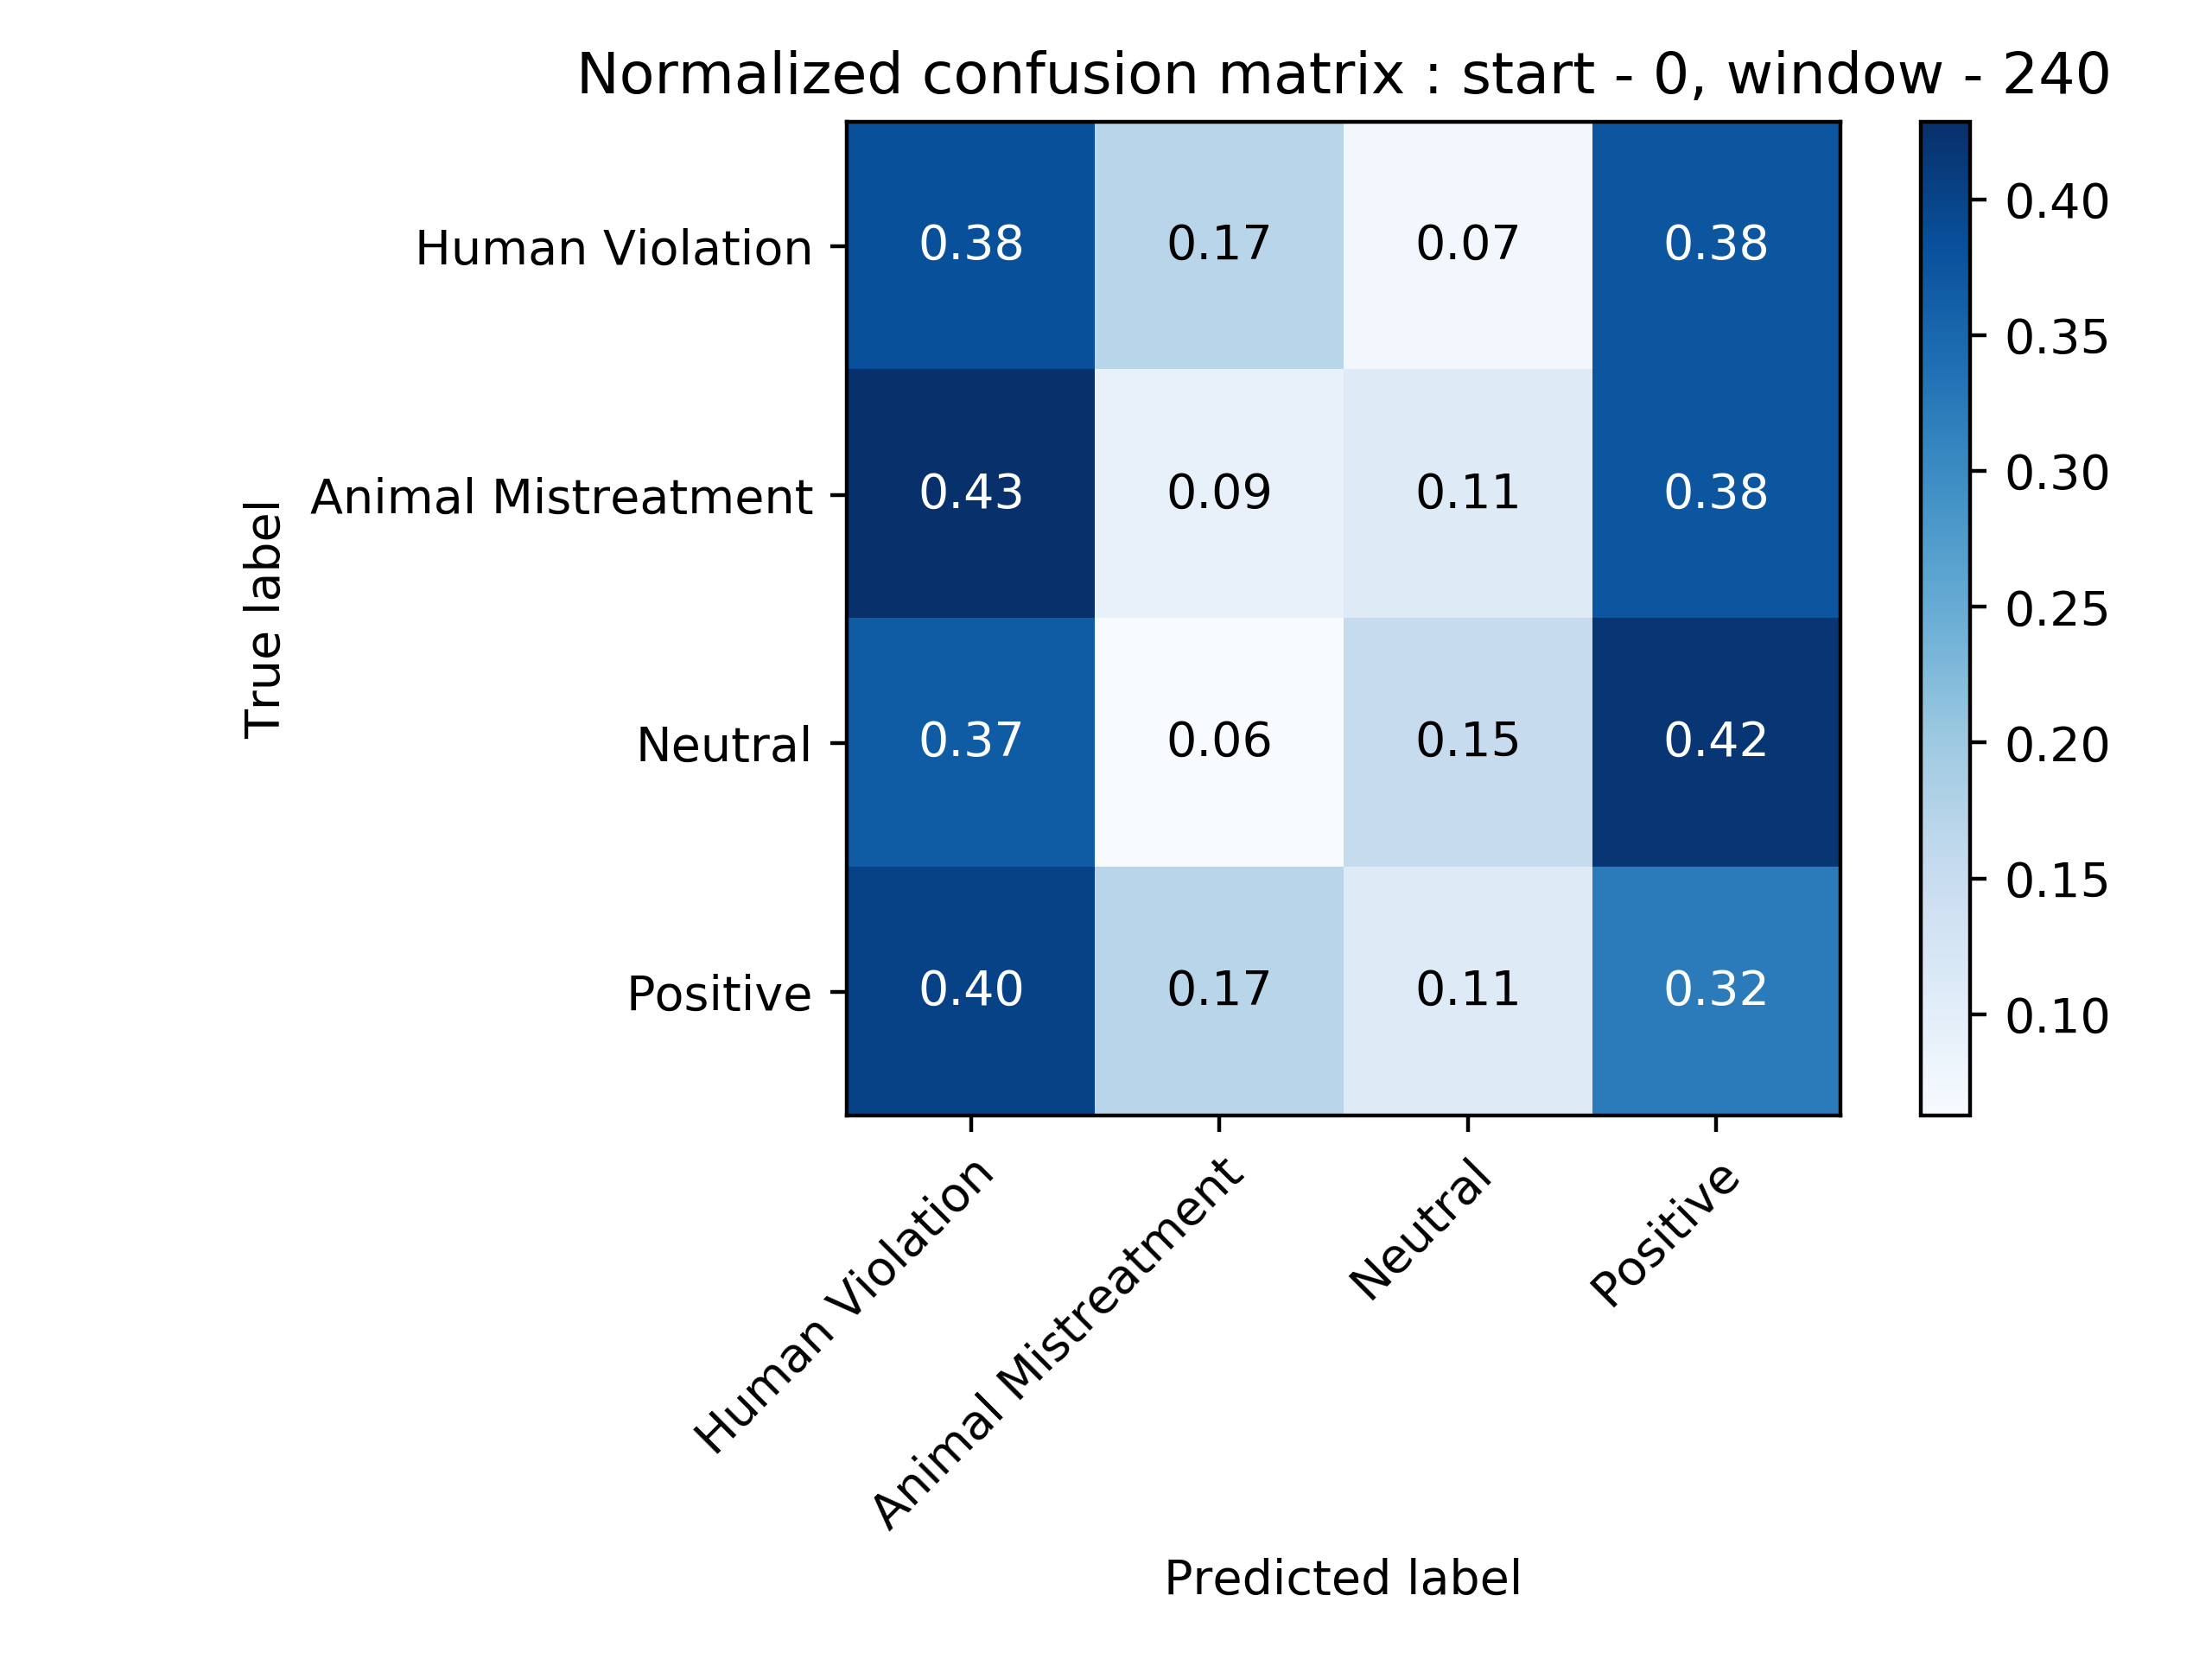 Normalized confusion matrix : start - 0, window - 240
Human Violation 0.38 0.17 0.07 0.38
Animal Mistreatment 0.43 0.09 0.11 0.38
Neutral 0.37 0.06 0.15 0.42
Positive 0.40 0.17 0.11 0.32
True label
Human Violation
Animal Mistreatment
Neutral
Positive
Predicted label
0.40
0.35
0.30
0.25
0.20
0.15
0.10